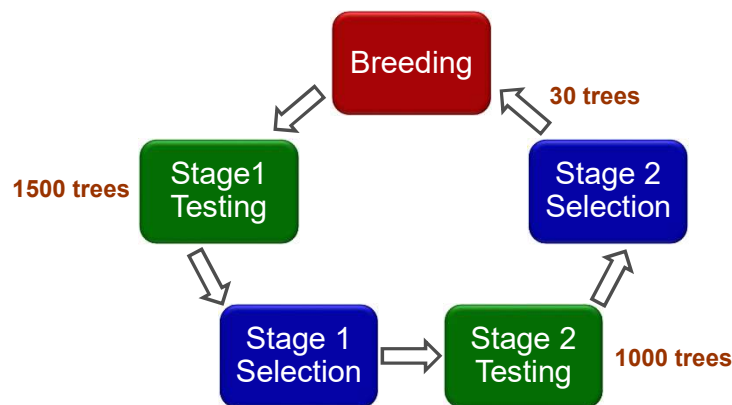 Breeding
30 trees
1500 trees
Stage1
Testing
Stage 2
Selection
Stage 1
Selection
Stage 2
Testing
1000 trees